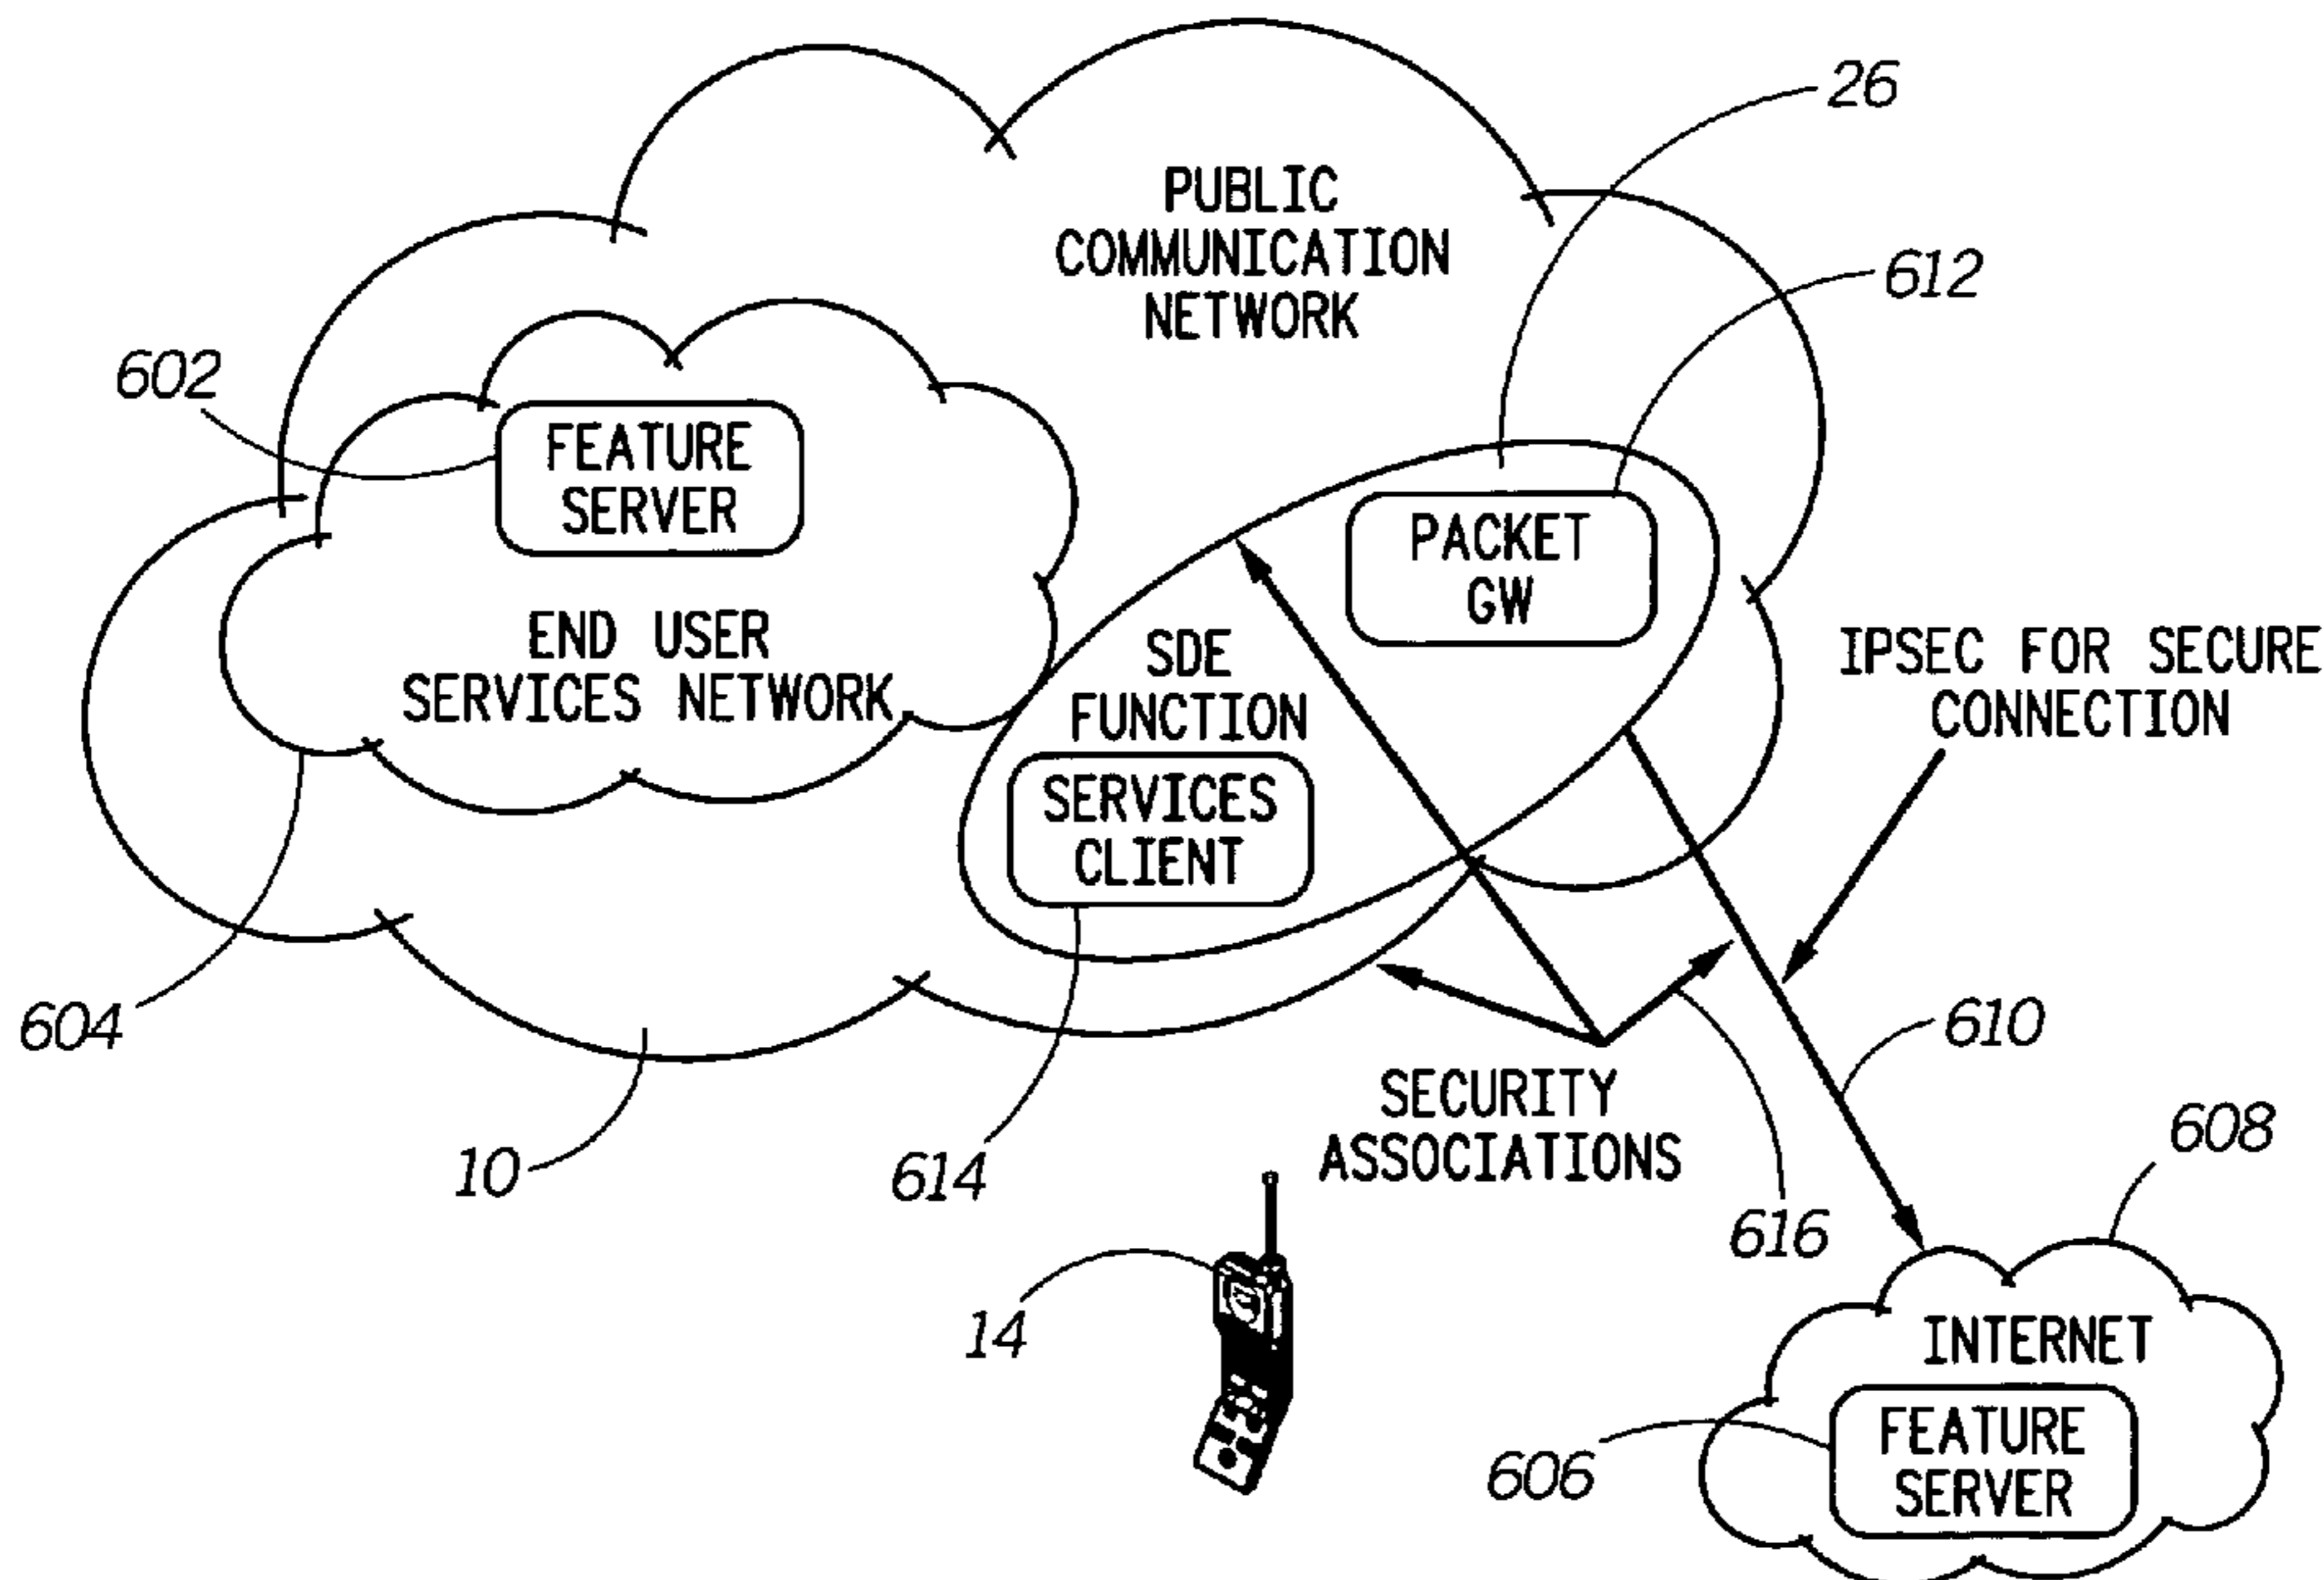 26
PUBLIC
COMMUNICATION
NETWORK
612
602
FEATURE
SERVER
PACKET
GW
END USER
SERVICES NETWORK
SDE
FUNCTION
IPSEC FOR SECURE
CONNECTION
SERVICES
CLIENT
604
610
SECURITY
ASSOCIATIONS
608
10
614
616
14
INTERNET
606
FEATURE
SERVER